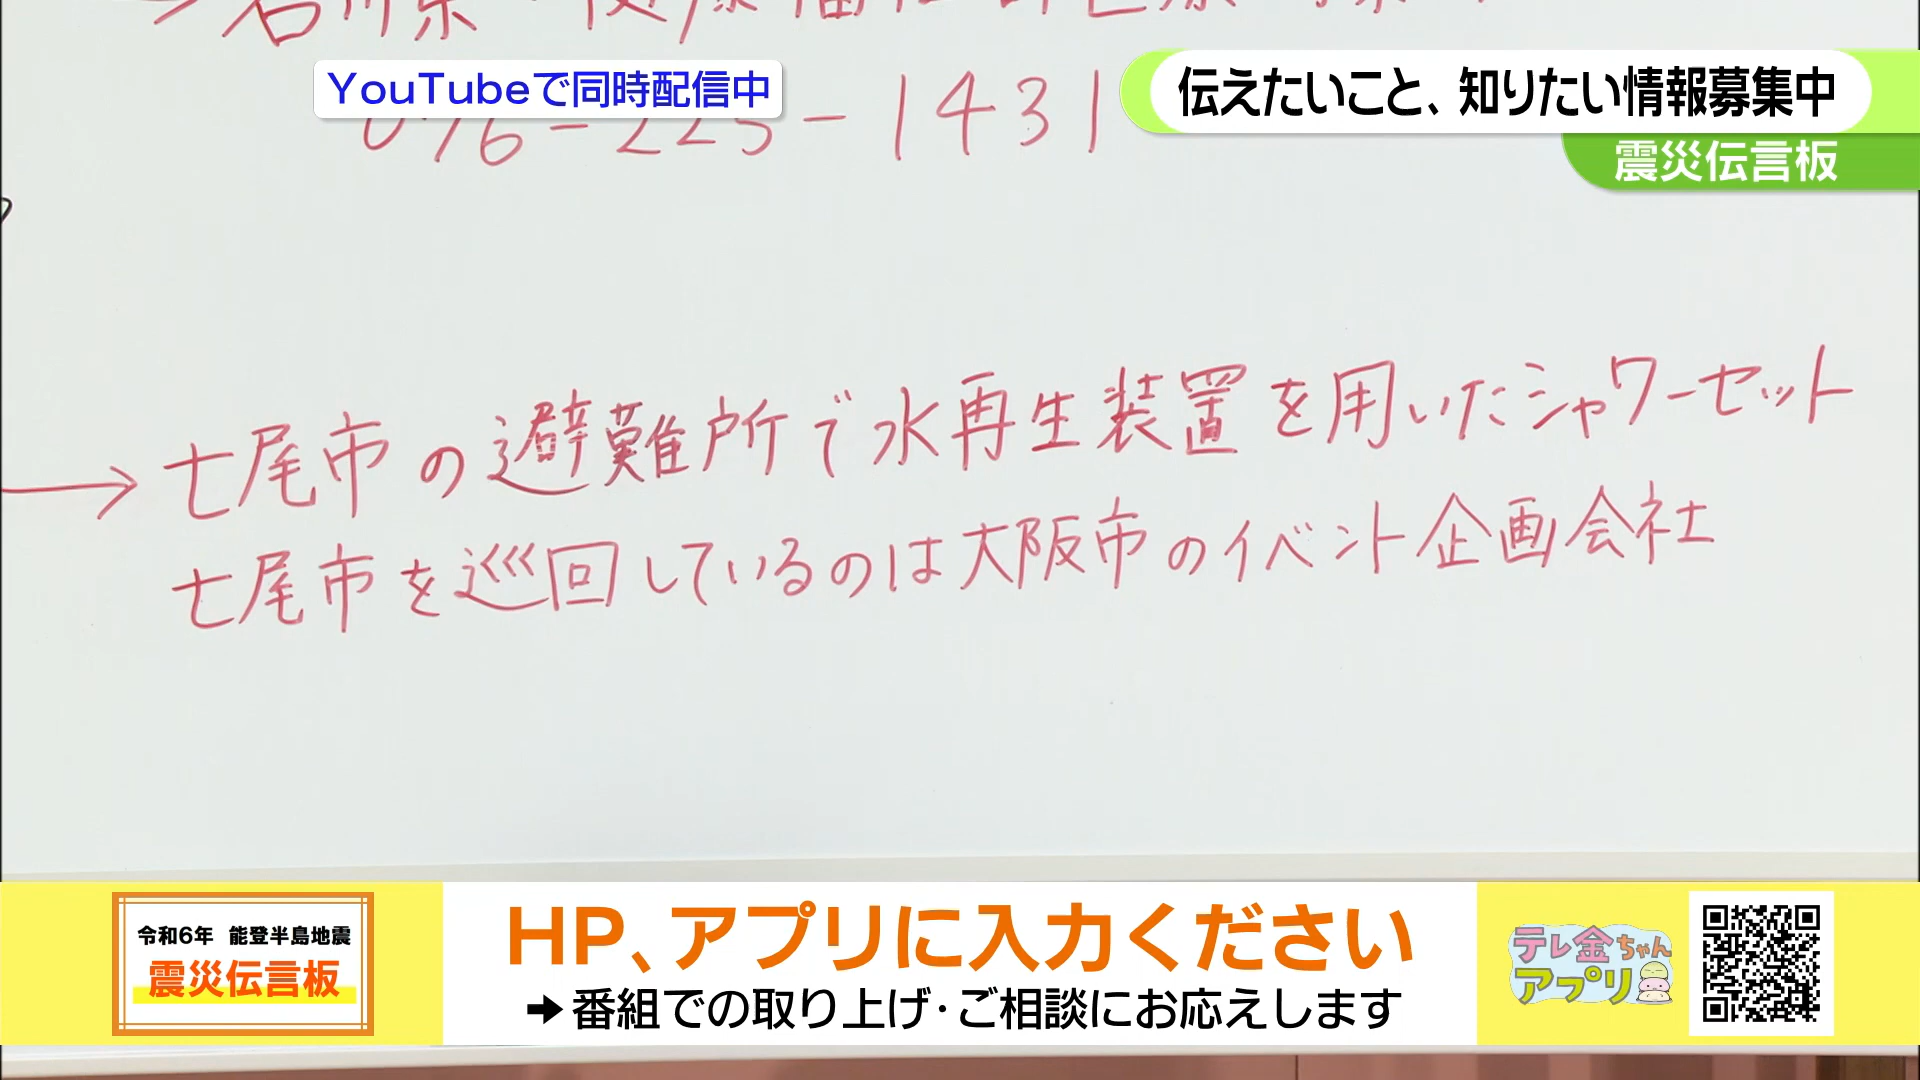 YouTubeで同時配信中
伝えたいこと、知りたい情報募集中
震災伝言板
石川県
076-225-1431
→七尾市の避難所で水再生装置を用いたシャワーセット
七尾市を巡回しているのは大阪市のイベント企画会社
令和6年 能登半島地震
震災伝言板
HP、アプリに入力ください
➡番組での取り上げ・ご相談にお応えします
テレ金ちゃん
アプリ